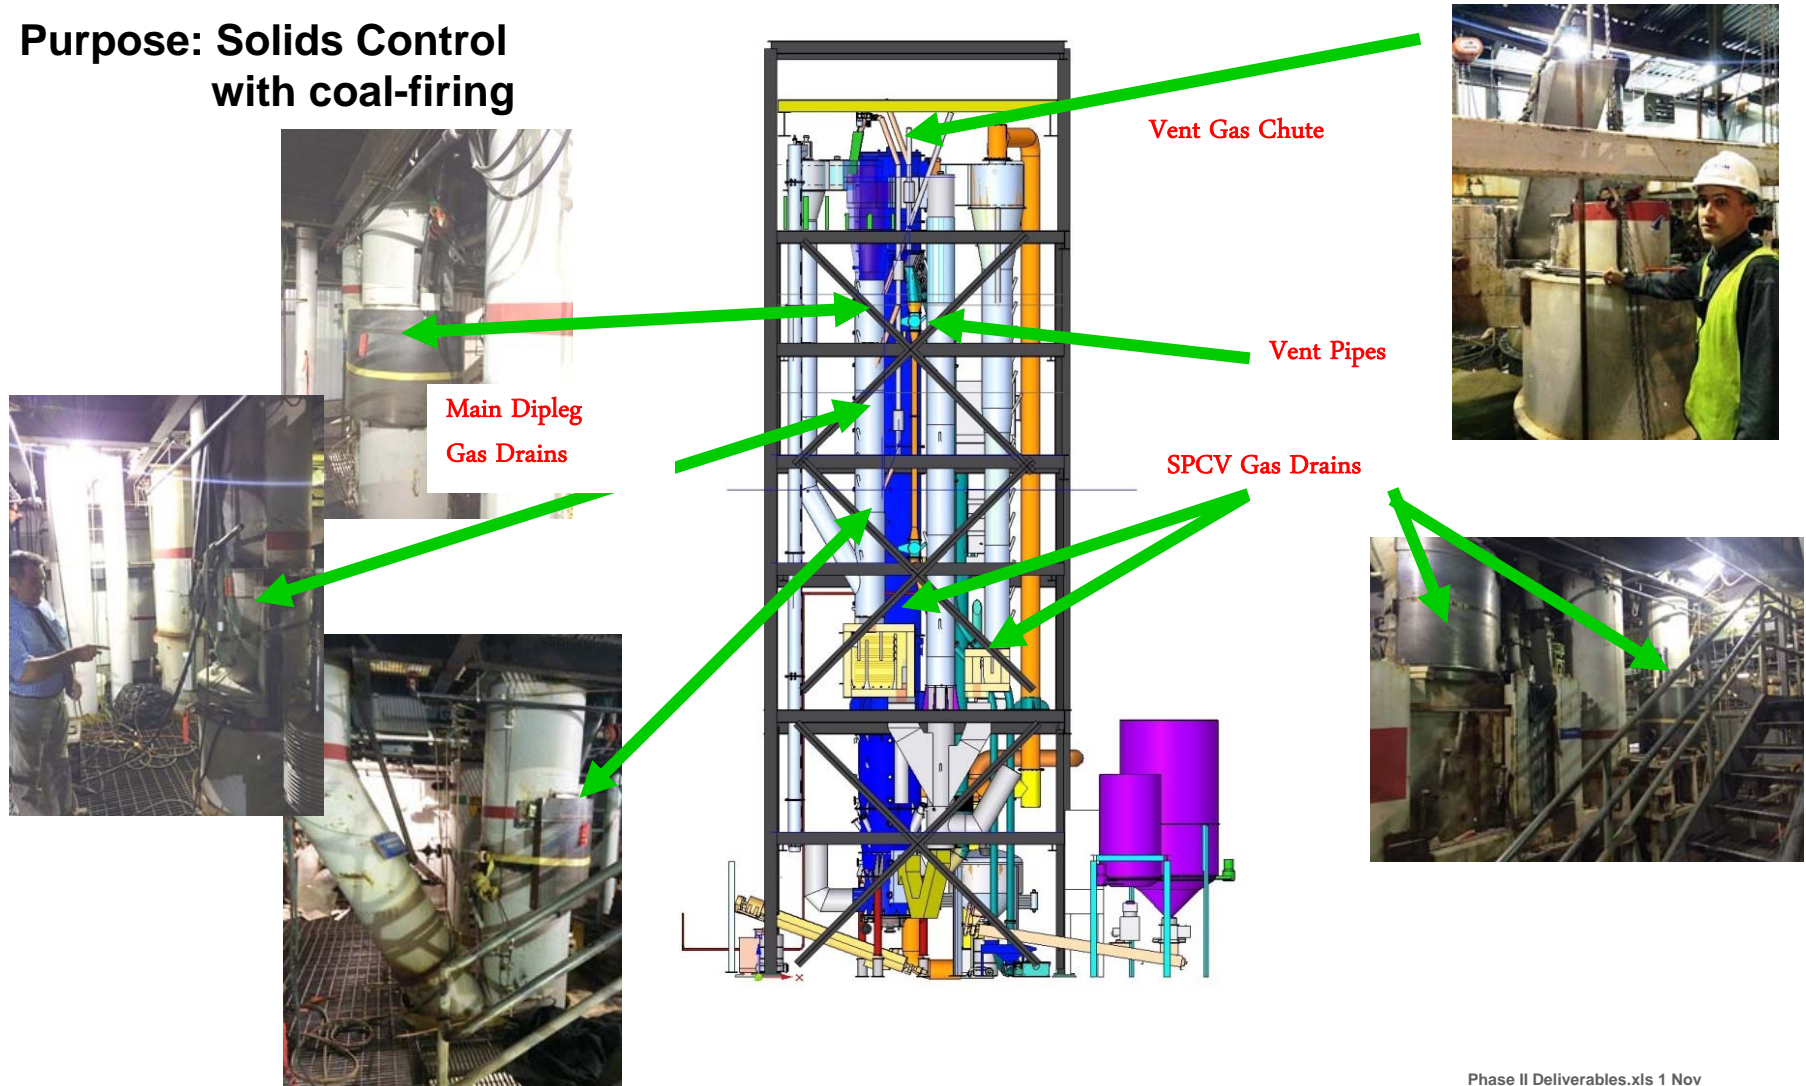 Purpose: Solids Control
with coal-firing
Vent Gas Chute
Vent Pipes
Main Dipleg
Gas Drains
SPCV Gas Drains
X
Phase II Deliverables.xls 1 Nov